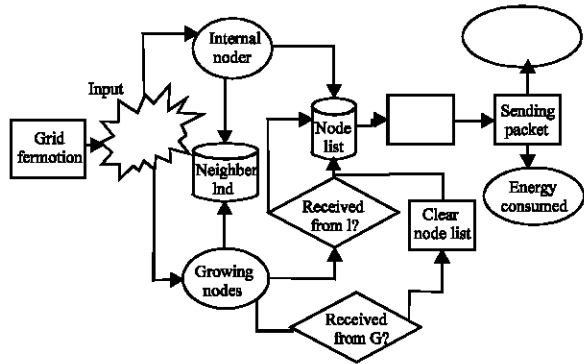 Input
Grid
fermotion
Internal
noder
Neighber
lnd
Growing
nodes
Node
list
Received
from l?
Received
from G?
Clear
node list
Sending
packet
Energy
consumed